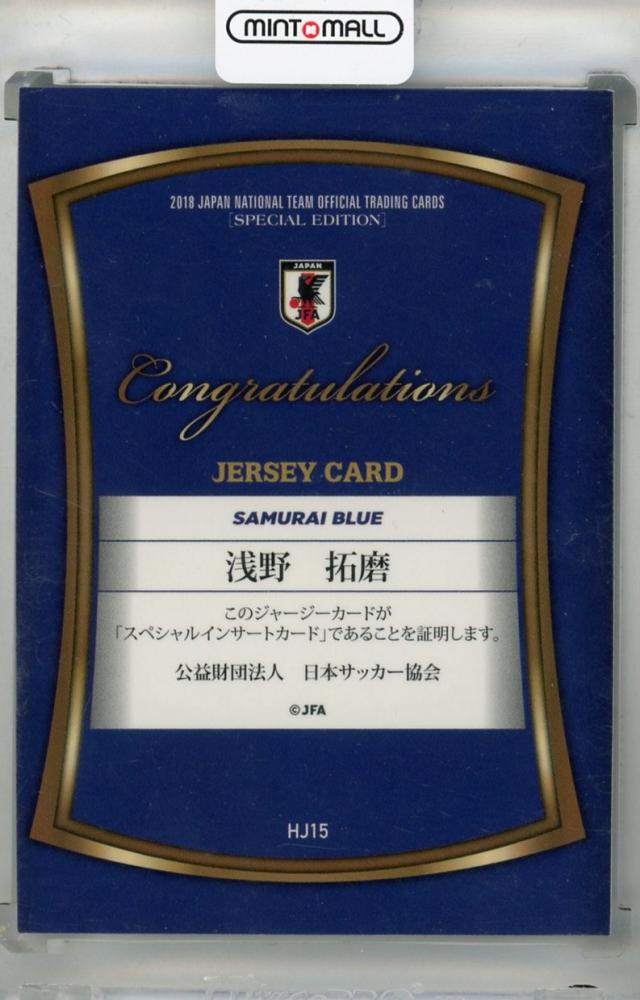 MINT MALL
2018 JAPAN NATIONAL TEAM OFFICIAL TRADING CARDS
[SPECIAL EDITION]
JAPAN
JFA
Congratulations
JERSEY CARD
SAMURAI BLUE
浅野 拓磨
このジャージーカードが
「スペシャルインサートカード」であることを証明します。
公益財団法人 日本サッカー協会
©JFA
HJ15